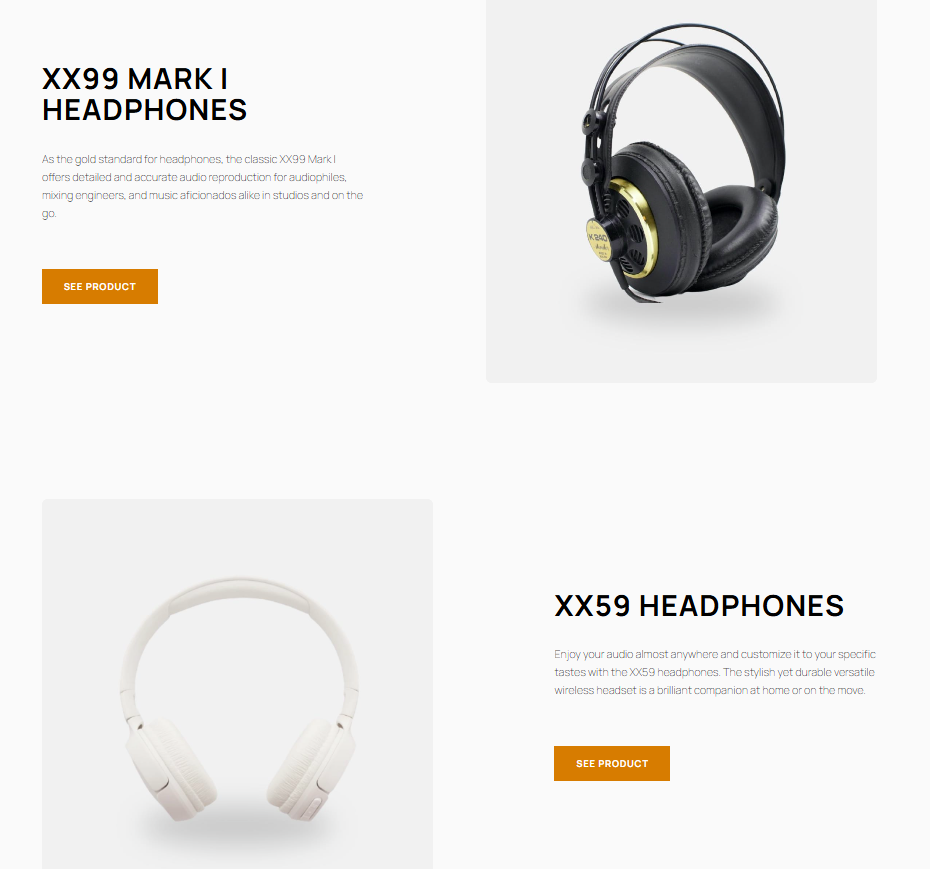 XX99 MARK I
HEADPHONES
As the gold standard for headphones, the classic XX99 Mark I
offers detailed and accurate audio reproduction for audiophiles,
mixing engineers, and music aficionados alike in studios and on the
go.
SEE PRODUCT
K 240
XX59 HEADPHONES
Enjoy your audio almost anywhere and customize it to your specific
tastes with the XX59 headphones. The stylish yet durable versatile
wireless headset is a brilliant companion at home or on the move.
SEE PRODUCT